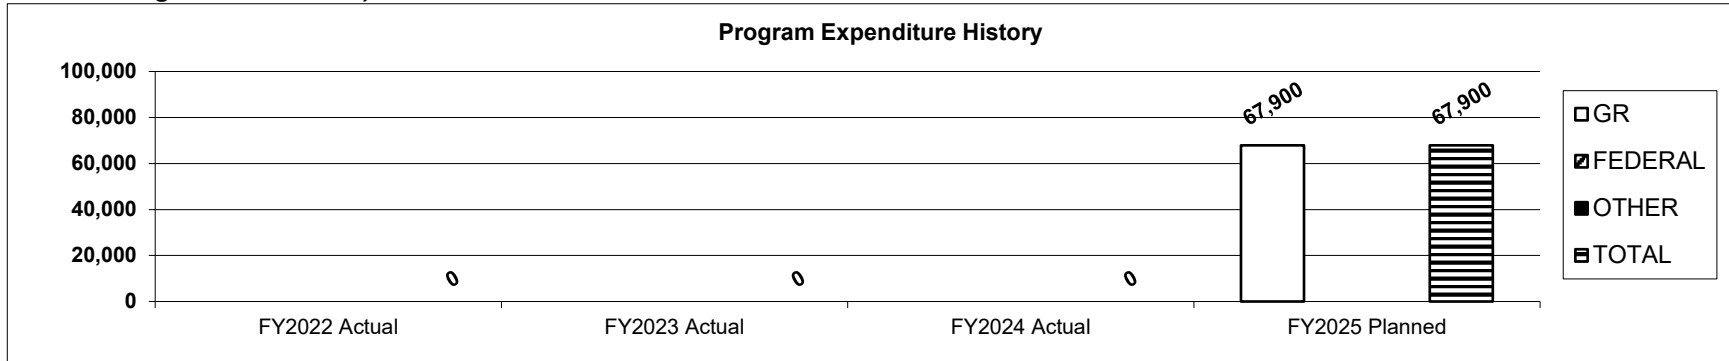 Program Expenditure History
100,000
80,000
60,000
40,000
20,000
0
67,900
67,900
0
0
0
FY2022 Actual
FY2023 Actual
FY2024 Actual
FY2025 Planned
GR
FEDERAL
OTHER
TOTAL